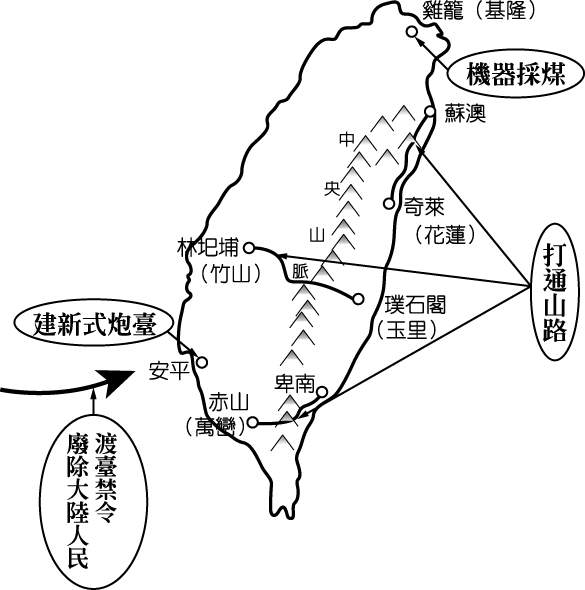 雞籠（基隆）
機器採煤
蘇澳
中央山脈
奇萊
（花蓮）
林圯埔
（竹山）
打通山路
璞石閣
（玉里）
建新式炮臺
安平
卑南
赤山
（萬巒）
渡臺禁令
廢除大陸人民